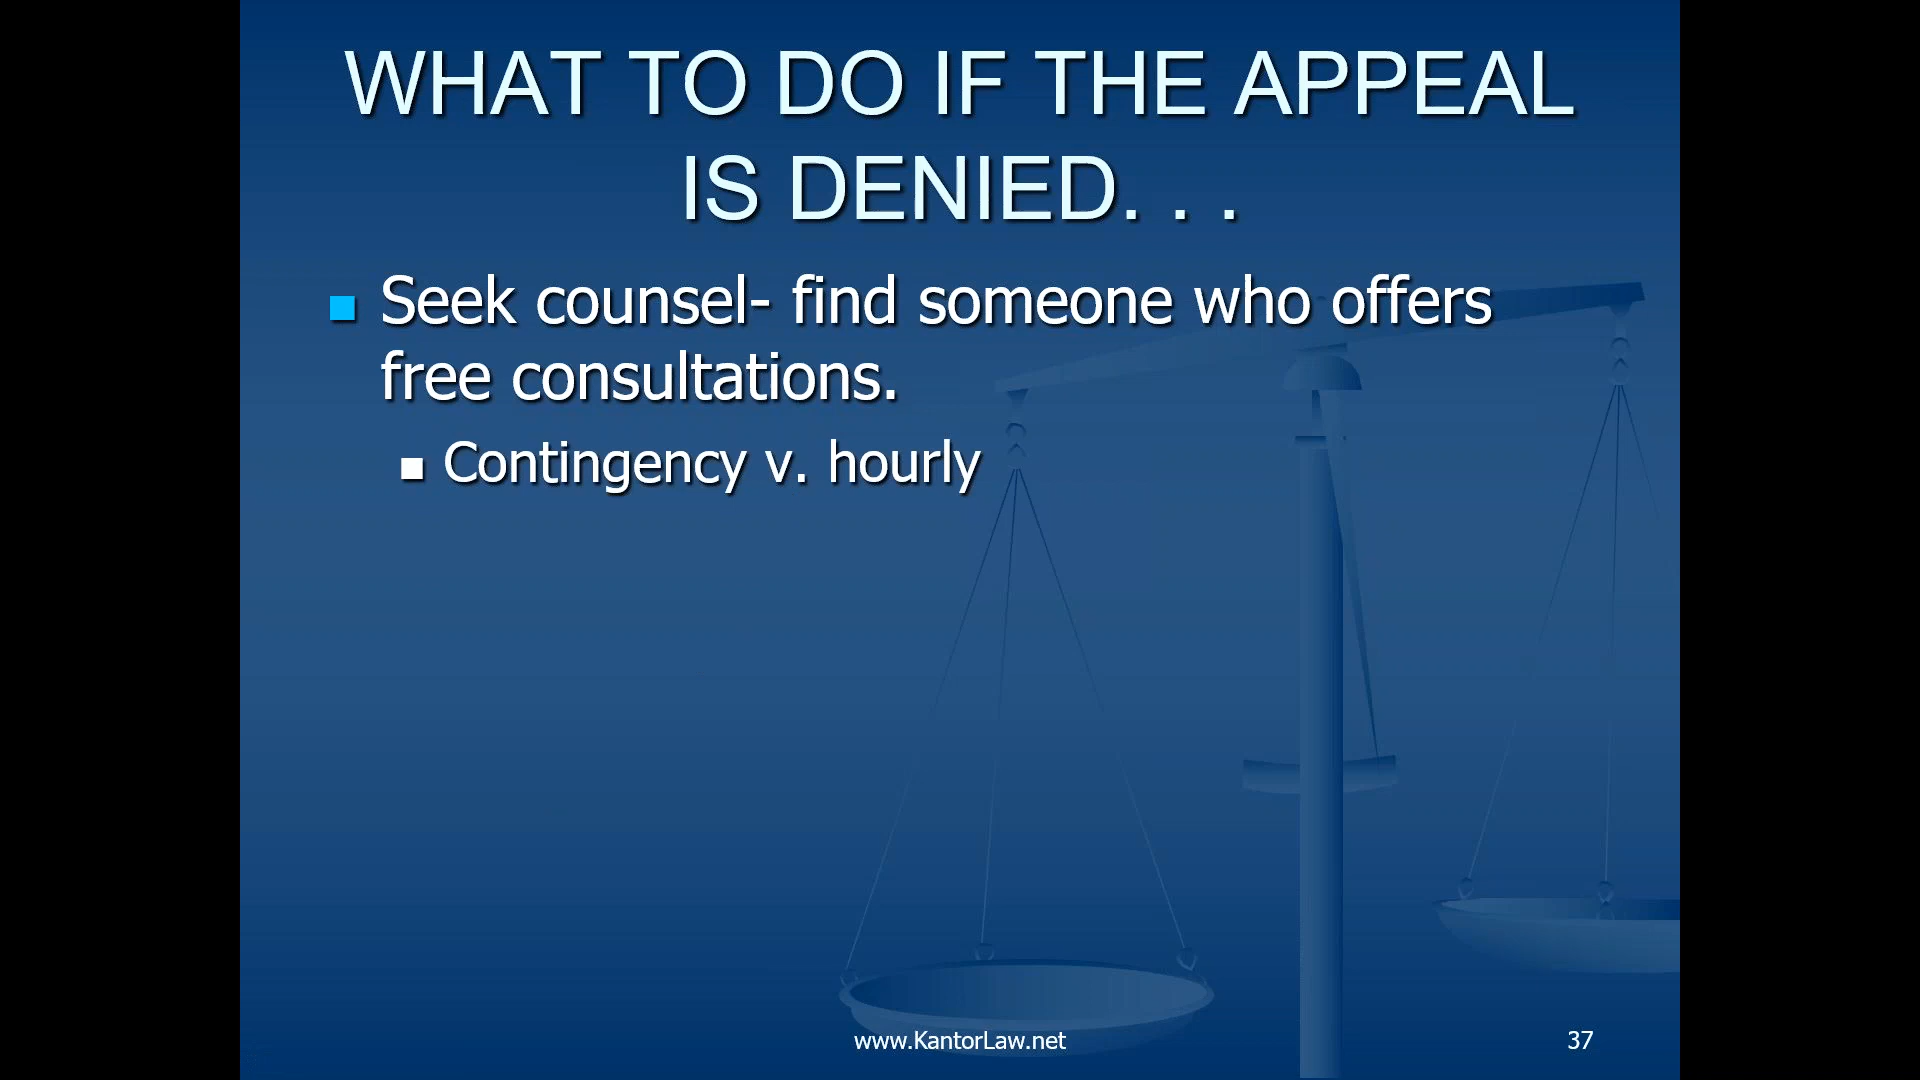 WHAT TO DO IF THE APPEAL
IS DENIED. . .
Seek counsel- find someone who offers
free consultations.
Contingency v. hourly
www.KantorLaw.net
37